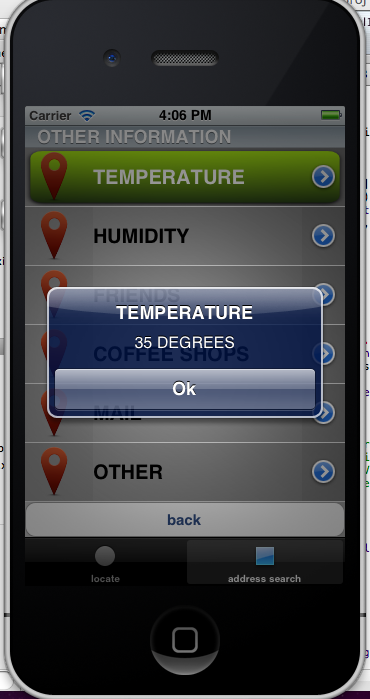 Carrier 4:06 PM
OTHER INFORMATION
TEMPERATURE
HUMIDITY
FRIENDS
TEMPERATURE
35 DEGREES
COFFEE SHOPS
Ok
MAIL
OTHER
back
locate address search